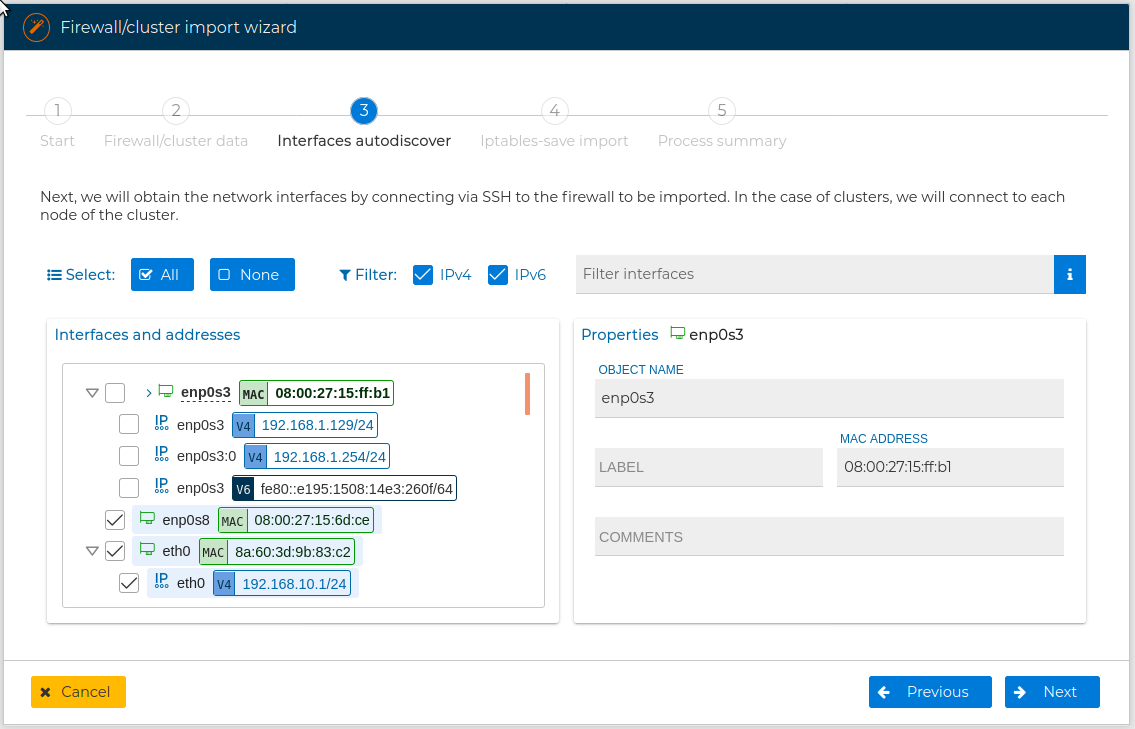 Firewall/cluster import wizard
1 2 3 4 5
Start Firewall/cluster data Interfaces autodiscover Iptables-save import Process summary
Next, we will obtain the network interfaces by connecting via SSH to the firewall to be imported. In the case of clusters, we will connect to each
node of the cluster.
Select: All None Filter: IPv4 IPv6 Filter interfaces i
Interfaces and addresses
enp0s3 MAC 08:00:27:15:ff:b1
IP enp0s3 V4 192.168.1.129/24
IP enp0s3:0 V4 192.168.1.254/24
IP enp0s3 V6 fe80::e195:1508:14e3:260f/64
enp0s8 MAC 08:00:27:15:6d:ce
eth0 MAC 8a:60:3d:9b:83:c2
IP eth0 V4 192.168.10.1/24
Properties enp0s3
OBJECT NAME
enp0s3
LABEL
MAC ADDRESS
08:00:27:15:ff:b1
COMMENTS
Cancel Previous Next